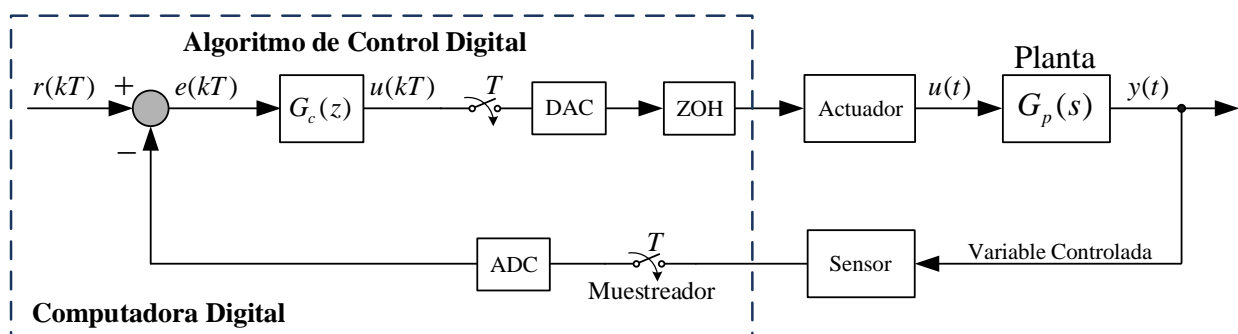 Algoritmo de Control Digital
Planta
r(kT)
+
−
e(kT)
G_c(z)
u(kT)
T
DAC
ZOH
Actuador
u(t)
G_p(s)
y(t)
ADC
T
Muestreador
Sensor
Variable Controlada
Computadora Digital